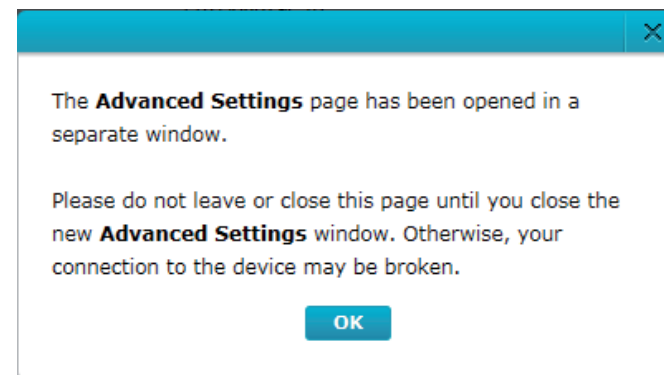 The Advanced Settings page has been opened in a
separate window.
Please do not leave or close this page until you close the
new Advanced Settings window. Otherwise, your
connection to the device may be broken.
OK